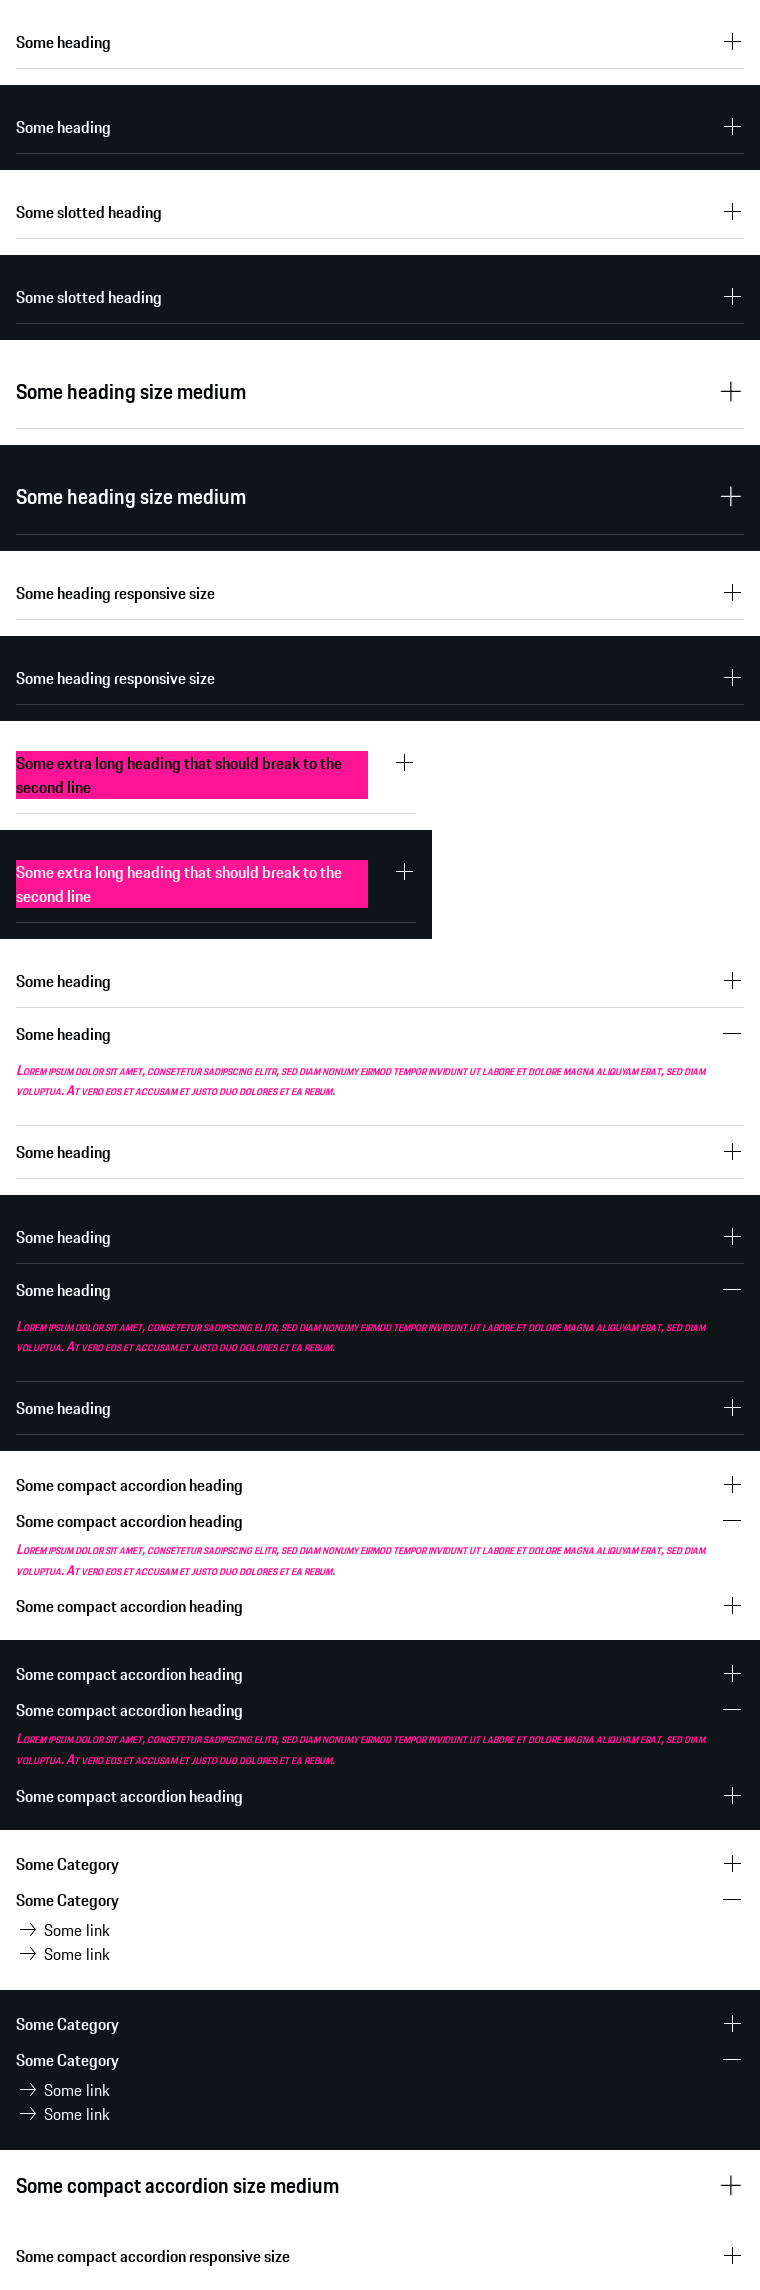 Some heading
Some heading
Some slotted heading
Some slotted heading
Some heading size medium
Some heading size medium
Some heading responsive size
Some heading responsive size
Some extra long heading that should break to the
second line
Some extra long heading that should break to the
second line
Some heading
Some heading
Lorem ipsum dolor sit amet, consetetur sadipscing elitr, sed diam nonumy eirmod tempor invidunt ut labore et dolore magna aliquyam erat, sed diam
voluptua. At vero eos et accusam et justo duo dolores et ea rebum.
Some heading
Some heading
Some heading
Lorem ipsum dolor sit amet, consetetur sadipscing elitr, sed diam nonumy eirmod tempor invidunt ut labore et dolore magna aliquyam erat, sed diam
voluptua. At vero eos et accusam et justo duo dolores et ea rebum.
Some heading
Some compact accordion heading
Some compact accordion heading
Lorem ipsum dolor sit amet, consetetur sadipscing elitr, sed diam nonumy eirmod tempor invidunt ut labore et dolore magna aliquyam erat, sed diam
voluptua. At vero eos et accusam et justo duo dolores et ea rebum.
Some compact accordion heading
Some compact accordion heading
Some compact accordion heading
Lorem ipsum dolor sit amet, consetetur sadipscing elitr, sed diam nonumy eirmod tempor invidunt ut labore et dolore magna aliquyam erat, sed diam
voluptua. At vero eos et accusam et justo duo dolores et ea rebum.
Some compact accordion heading
Some Category
Some Category
Some link
Some link
Some Category
Some Category
Some link
Some link
Some compact accordion size medium
Some compact accordion responsive size